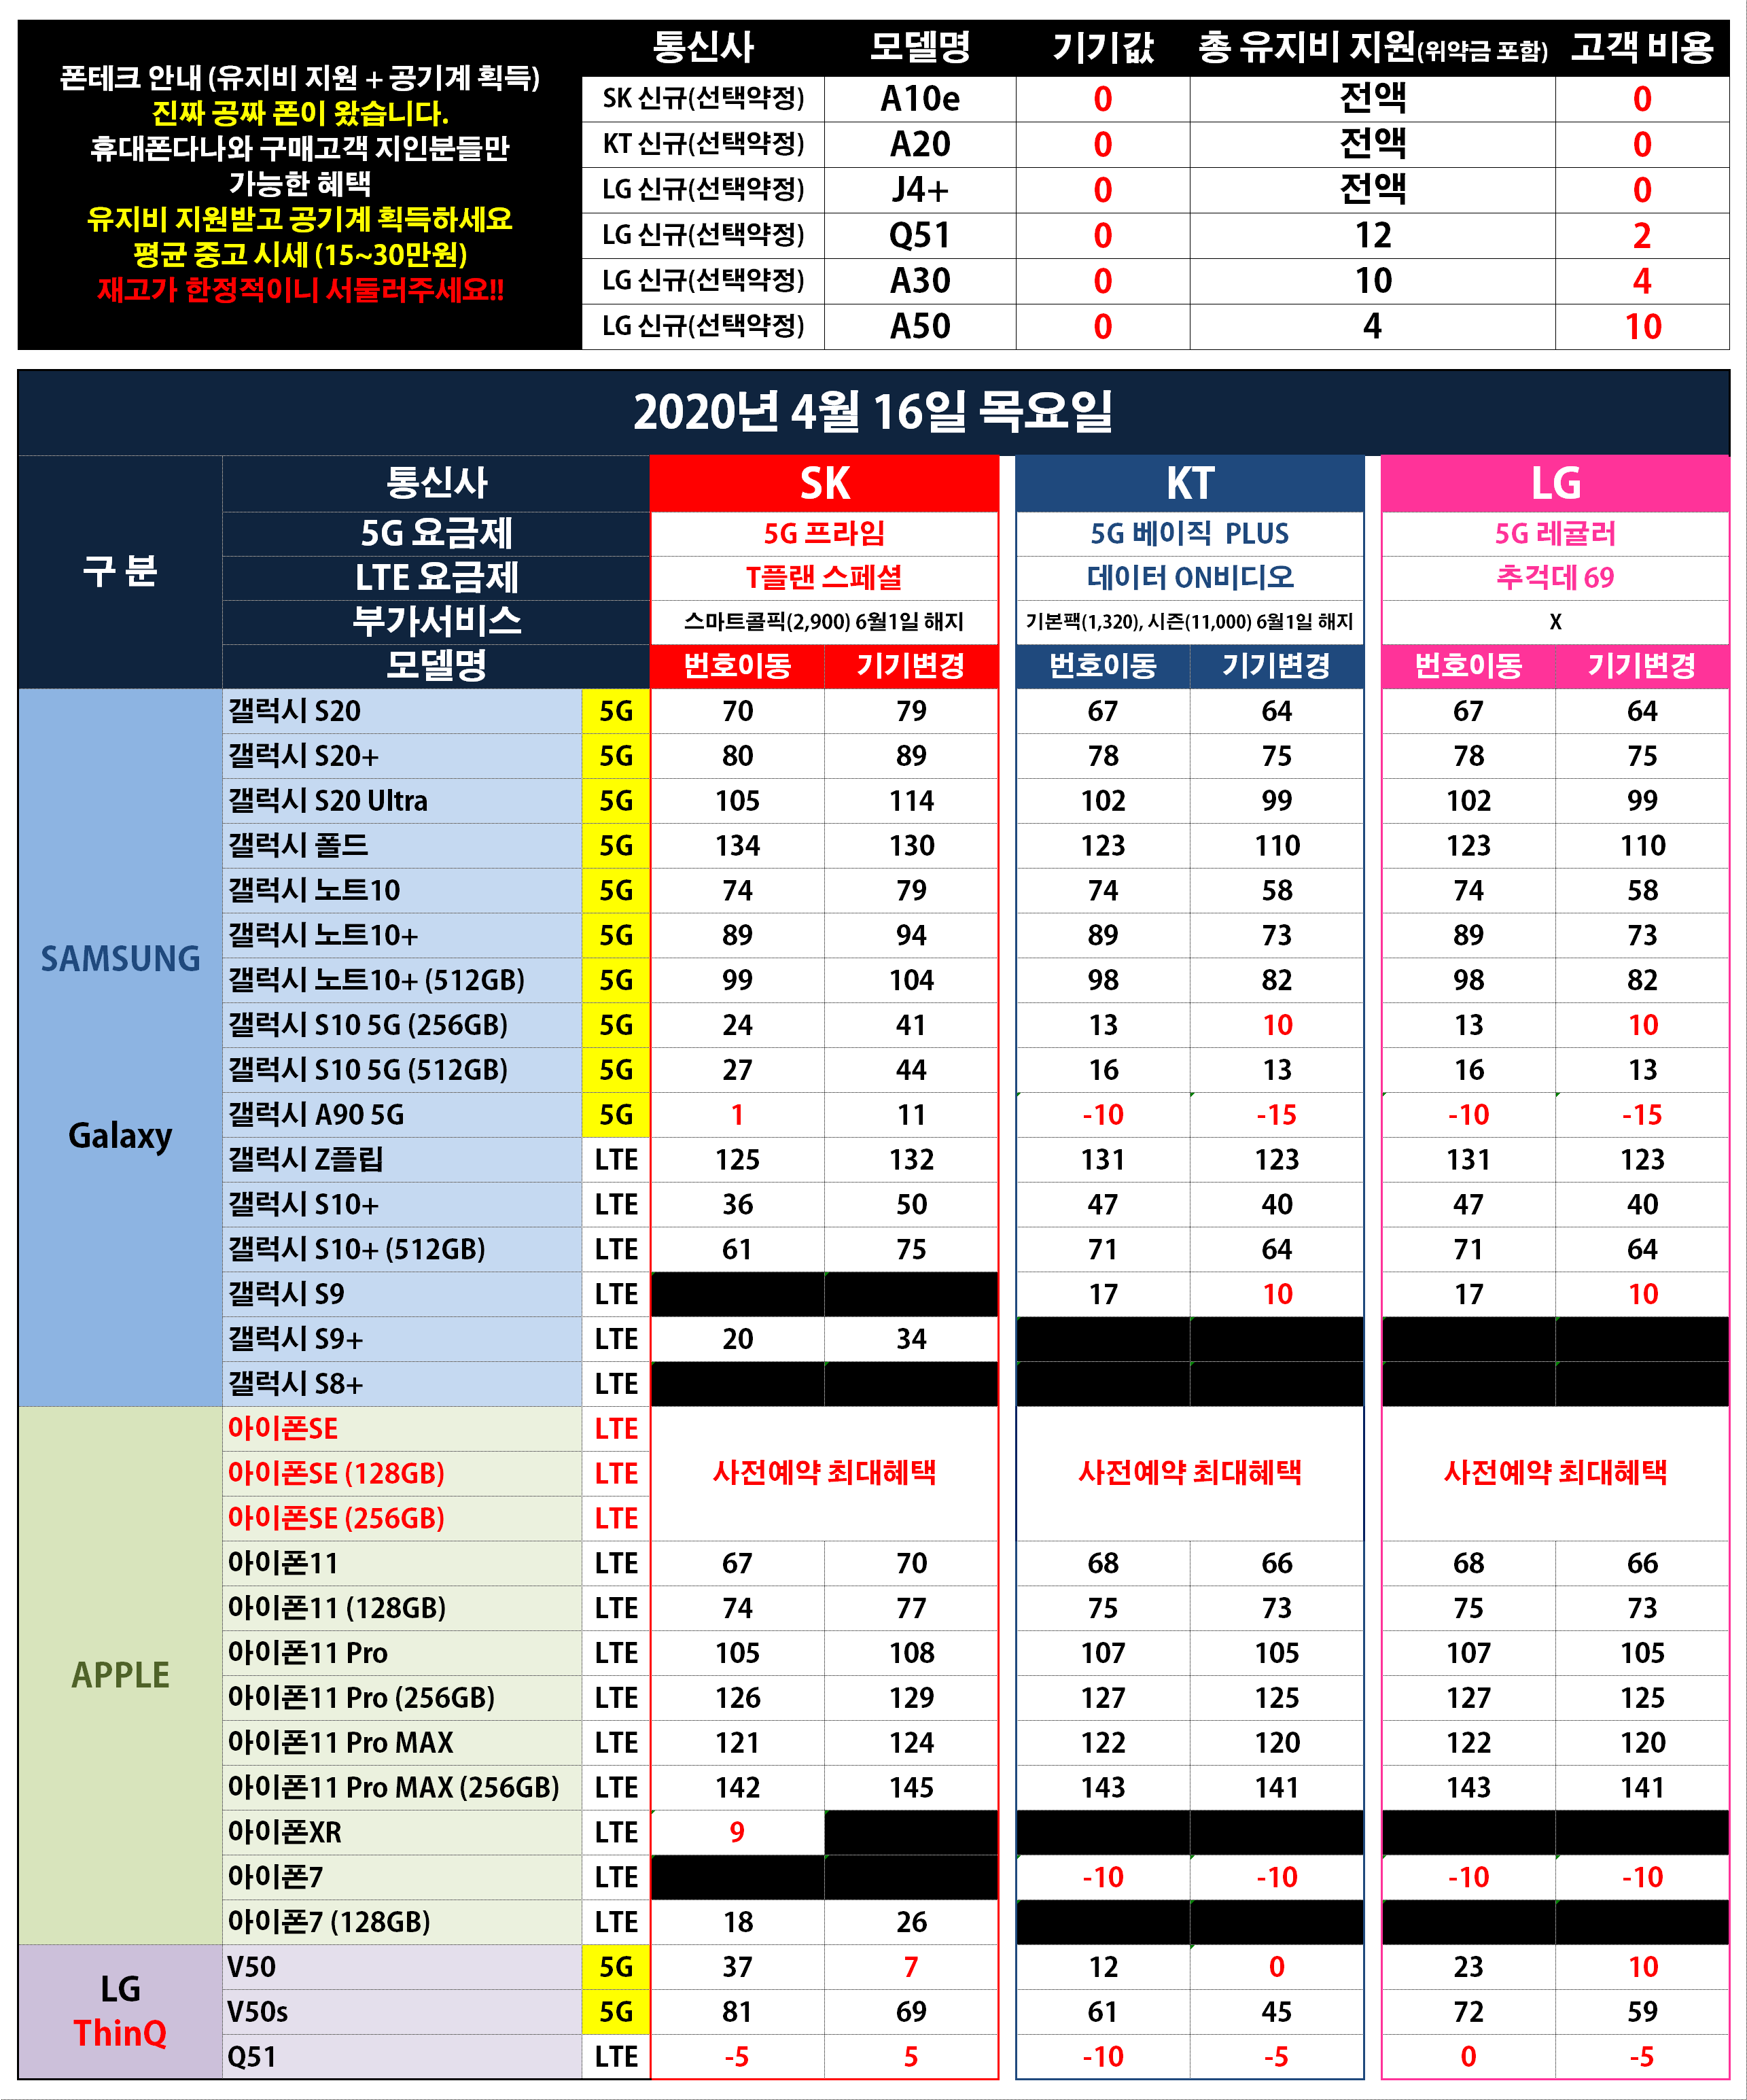 폰테크 안내 (유지비 지원 + 공기계 획득)
진짜 공짜 폰이 왔습니다.
휴대폰다나와 구매고객 지인분들만
가능한 혜택
유지비 지원받고 공기계 획득하세요
평균 중고 시세 (15~30만원)
재고가 한정적이니 서둘러주세요!!
통신사 모델명 기기값 총 유지비 지원(위약금 포함) 고객 비용
SK 신규(선택약정) A10e 0 전액 0
KT 신규(선택약정) A20 0 전액 0
LG 신규(선택약정) J4+ 0 전액 0
LG 신규(선택약정) Q51 0 12 2
LG 신규(선택약정) A30 0 10 4
LG 신규(선택약정) A50 0 4 10
2020년 4월 16일 목요일
구 분
통신사 SK KT LG
5G 요금제 5G 프라임 5G 베이직 PLUS 5G 레귤러
LTE 요금제 T플랜 스페셜 데이터 ON비디오 추걱데 69
부가서비스 스마트콜픽(2,900) 6월1일 해지 기본팩(1,320), 시즌(11,000) 6월1일 해지 X
모델명 번호이동 기기변경 번호이동 기기변경 번호이동 기기변경
SAMSUNG
Galaxy
갤럭시 S20 5G 70 79 67 64 67 64
갤럭시 S20+ 5G 80 89 78 75 78 75
갤럭시 S20 Ultra 5G 105 114 102 99 102 99
갤럭시 폴드 5G 134 130 123 110 123 110
갤럭시 노트10 5G 74 79 74 58 74 58
갤럭시 노트10+ 5G 89 94 89 73 89 73
갤럭시 노트10+ (512GB) 5G 99 104 98 82 98 82
갤럭시 S10 5G (256GB) 5G 24 41 13 10 13 10
갤럭시 S10 5G (512GB) 5G 27 44 16 13 16 13
갤럭시 A90 5G 5G 1 11 -10 -15 -10 -15
갤럭시 Z플립 LTE 125 132 131 123 131 123
갤럭시 S10+ LTE 36 50 47 40 47 40
갤럭시 S10+ (512GB) LTE 61 75 71 64 71 64
갤럭시 S9 LTE 17 10 17 10
갤럭시 S9+ LTE 20 34
갤럭시 S8+ LTE
APPLE
아이폰SE LTE
아이폰SE (128GB) LTE 사전예약 최대혜택 사전예약 최대혜택 사전예약 최대혜택
아이폰SE (256GB) LTE
아이폰11 LTE 67 70 68 66 68 66
아이폰11 (128GB) LTE 74 77 75 73 75 73
아이폰11 Pro LTE 105 108 107 105 107 105
아이폰11 Pro (256GB) LTE 126 129 127 125 127 125
아이폰11 Pro MAX LTE 121 124 122 120 122 120
아이폰11 Pro MAX (256GB) LTE 142 145 143 141 143 141
아이폰XR LTE 9
아이폰7 LTE -10 -10 -10 -10
아이폰7 (128GB) LTE 18 26
LG
ThinQ
V50 5G 37 7 12 0 23 10
V50s 5G 81 69 61 45 72 59
Q51 LTE -5 5 -10 -5 0 -5